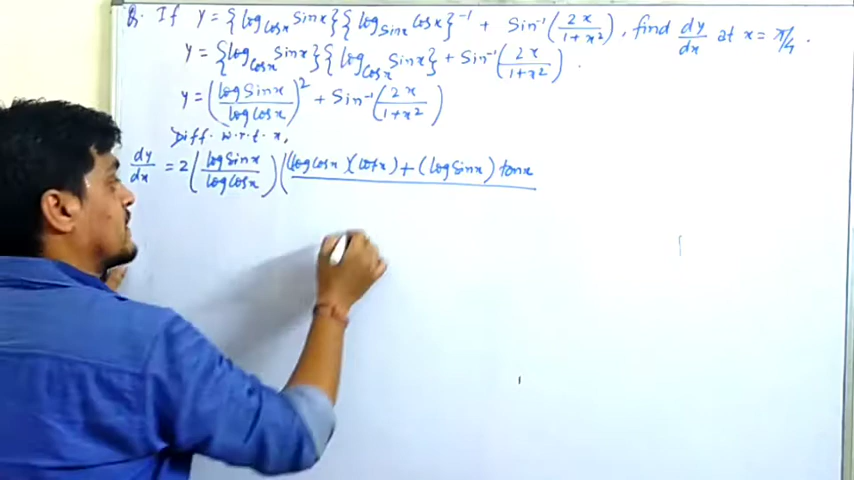 Q. If y = {log_cosx sinx}{log_sinx cosx}⁻¹ + Sin⁻¹(2x/1+x²), find dy/dx at x = π/4.
y = {log_cosx sinx}{log_cosx sinx} + Sin⁻¹(2x/1+x²).
y = (log sinx/log cosx)² + Sin⁻¹(2x/1+x²)
Diff. w.r.t. x,
dy/dx = 2(log sinx/log cosx)((log cosx)(cotx) + (log sinx) tanx